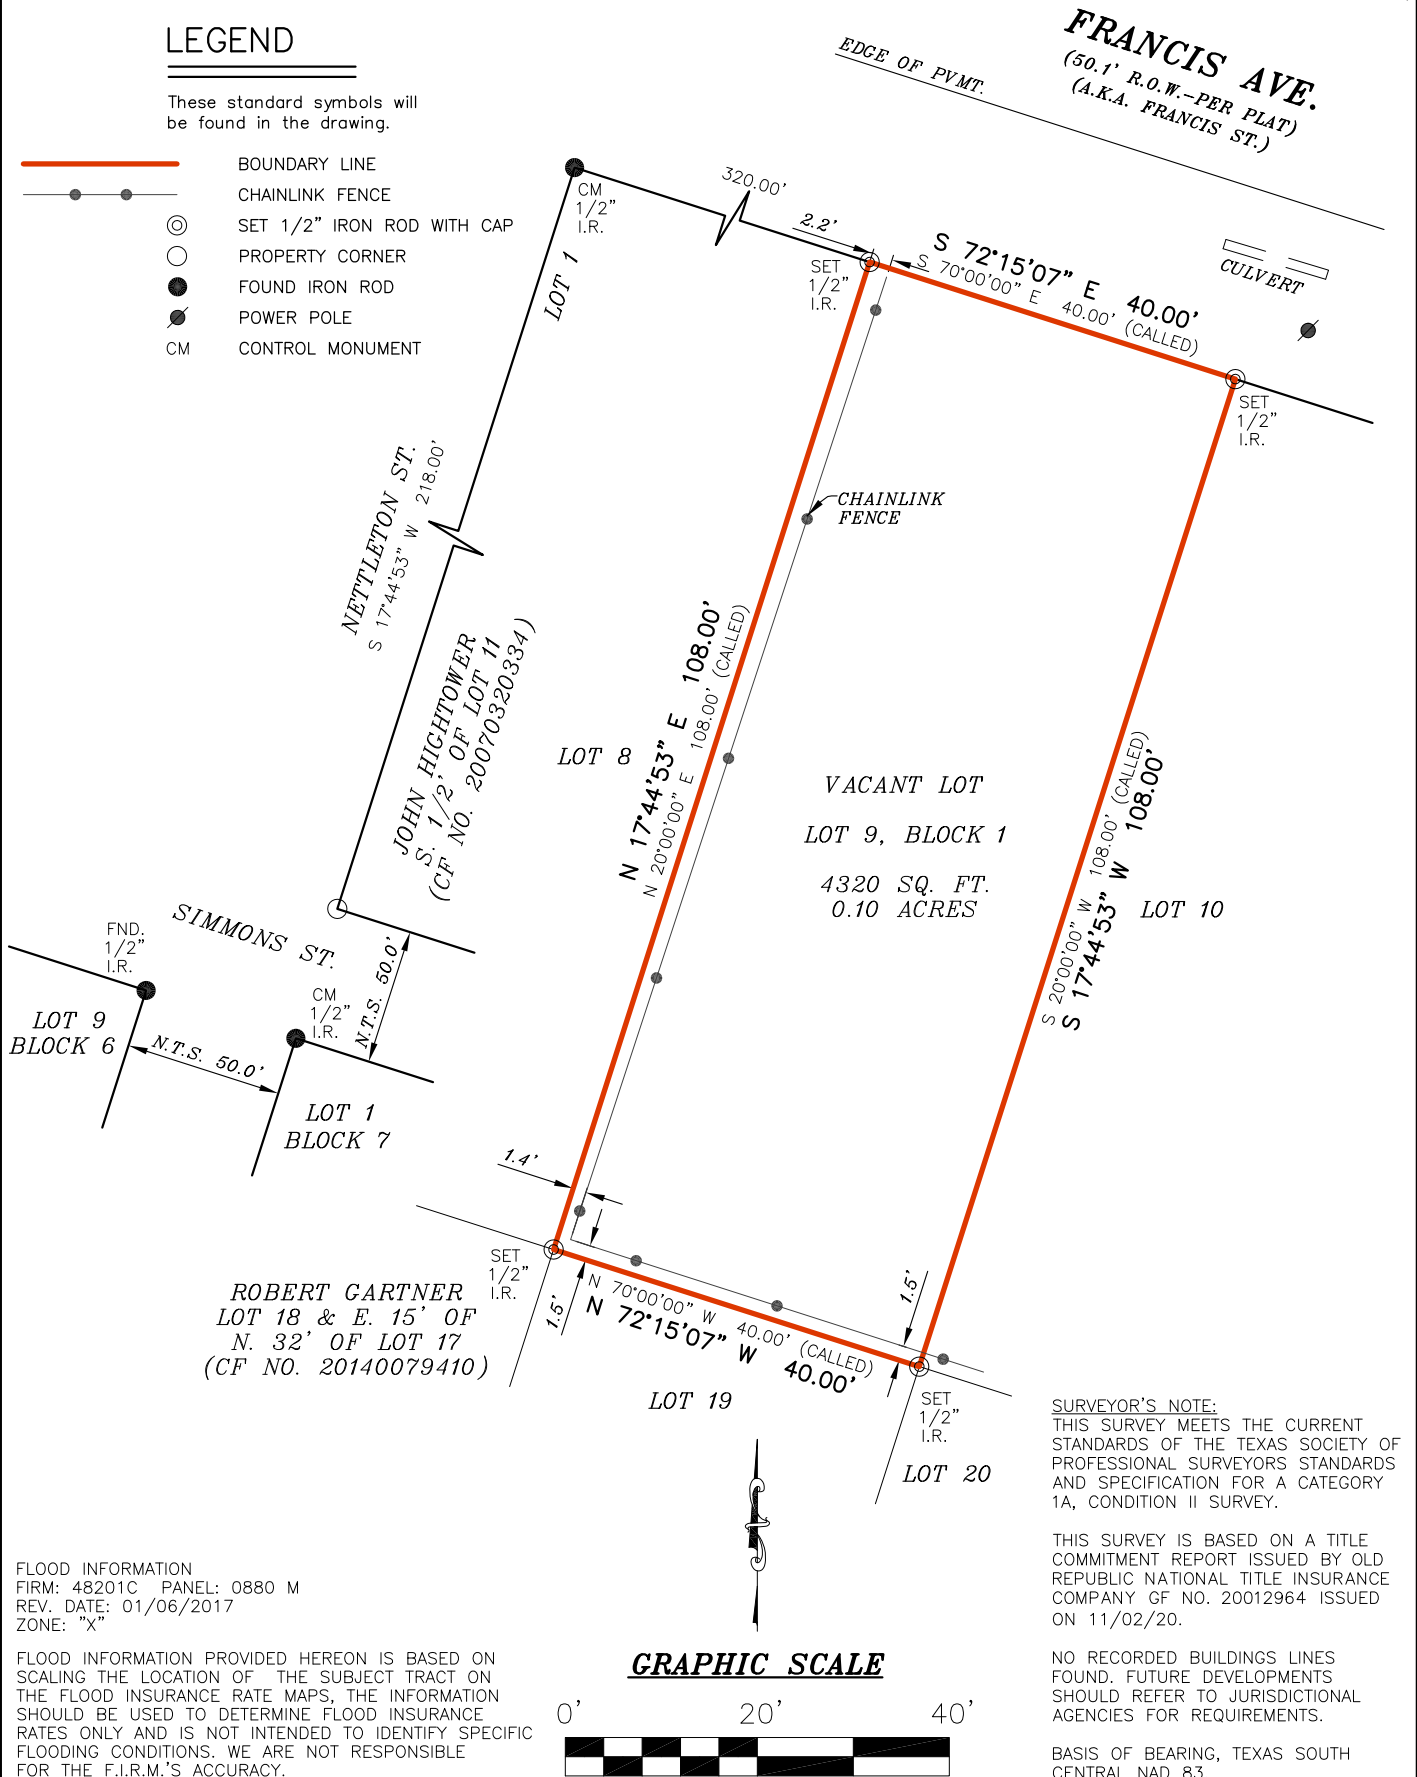 LEGEND
These standard symbols will
be found in the drawing.
BOUNDARY LINE
CHAINLINK FENCE
SET 1/2" IRON ROD WITH CAP
PROPERTY CORNER
FOUND IRON ROD
POWER POLE
CM CONTROL MONUMENT
FRANCIS AVE.
(50.1' R.O.W.-PER PLAT)
(A.K.A. FRANCIS ST.)
EDGE OF PVMT.
CM
1/2"
I.R.
320.00'
2.2'
SET
1/2"
I.R.
S 72°15'07" E 40.00'
S 70°00'00" E 40.00' (CALLED)
CULVERT
SET
1/2"
I.R.
LOT 1
NETTLETON ST.
S 17°44'53" W 218.00'
CHAINLINK
FENCE
JOHN HIGHTOWER
S. 1/2' OF LOT 11
(CF NO. 20070320334)
LOT 8
N 17°44'53" E 108.00'
N 20°00'00" E 108.00' (CALLED)
VACANT LOT
LOT 9, BLOCK 1
4320 SQ. FT.
0.10 ACRES
S 20°00'00" W 108.00' (CALLED)
S 17°44'53" W 108.00'
LOT 10
SIMMONS ST.
FND.
1/2"
I.R.
CM
1/2"
I.R.
N.T.S. 50.0'
LOT 9
BLOCK 6
N.T.S. 50.0'
LOT 1
BLOCK 7
1.4'
SET
1/2"
I.R.
1.5'
1.5'
N 70°00'00" W 40.00' (CALLED)
N 72°15'07" W 40.00'
ROBERT GARTNER
LOT 18 & E. 15' OF
N. 32' OF LOT 17
(CF NO. 20140079410)
LOT 19
SET
1/2"
I.R.
LOT 20
SURVEYOR'S NOTE:
THIS SURVEY MEETS THE CURRENT
STANDARDS OF THE TEXAS SOCIETY OF
PROFESSIONAL SURVEYORS STANDARDS
AND SPECIFICATION FOR A CATEGORY
1A, CONDITION II SURVEY.
THIS SURVEY IS BASED ON A TITLE
COMMITMENT REPORT ISSUED BY OLD
REPUBLIC NATIONAL TITLE INSURANCE
COMPANY GF NO. 20012964 ISSUED
ON 11/02/20.
NO RECORDED BUILDINGS LINES
FOUND. FUTURE DEVELOPMENTS
SHOULD REFER TO JURISDICTIONAL
AGENCIES FOR REQUIREMENTS.
BASIS OF BEARING, TEXAS SOUTH
CENTRAL NAD 83
FLOOD INFORMATION
FIRM: 48201C PANEL: 0880 M
REV. DATE: 01/06/2017
ZONE: "X"
FLOOD INFORMATION PROVIDED HEREON IS BASED ON
SCALING THE LOCATION OF THE SUBJECT TRACT ON
THE FLOOD INSURANCE RATE MAPS, THE INFORMATION
SHOULD BE USED TO DETERMINE FLOOD INSURANCE
RATES ONLY AND IS NOT INTENDED TO IDENTIFY SPECIFIC
FLOODING CONDITIONS. WE ARE NOT RESPONSIBLE
FOR THE F.I.R.M.'S ACCURACY.
GRAPHIC SCALE
0' 20' 40'